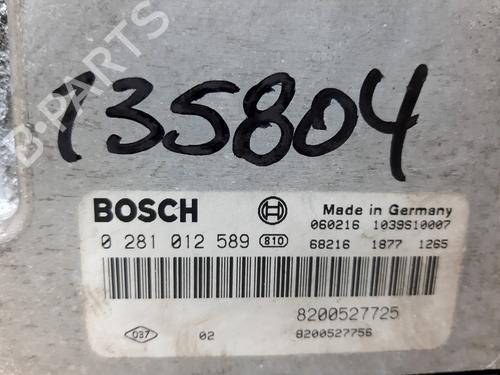 B-PARTS
135804
BOSCH
Made in Germany
060216 1039S10007
0 281 012 589 810
68216 1877 1265
8200527725
037 02 8200527756